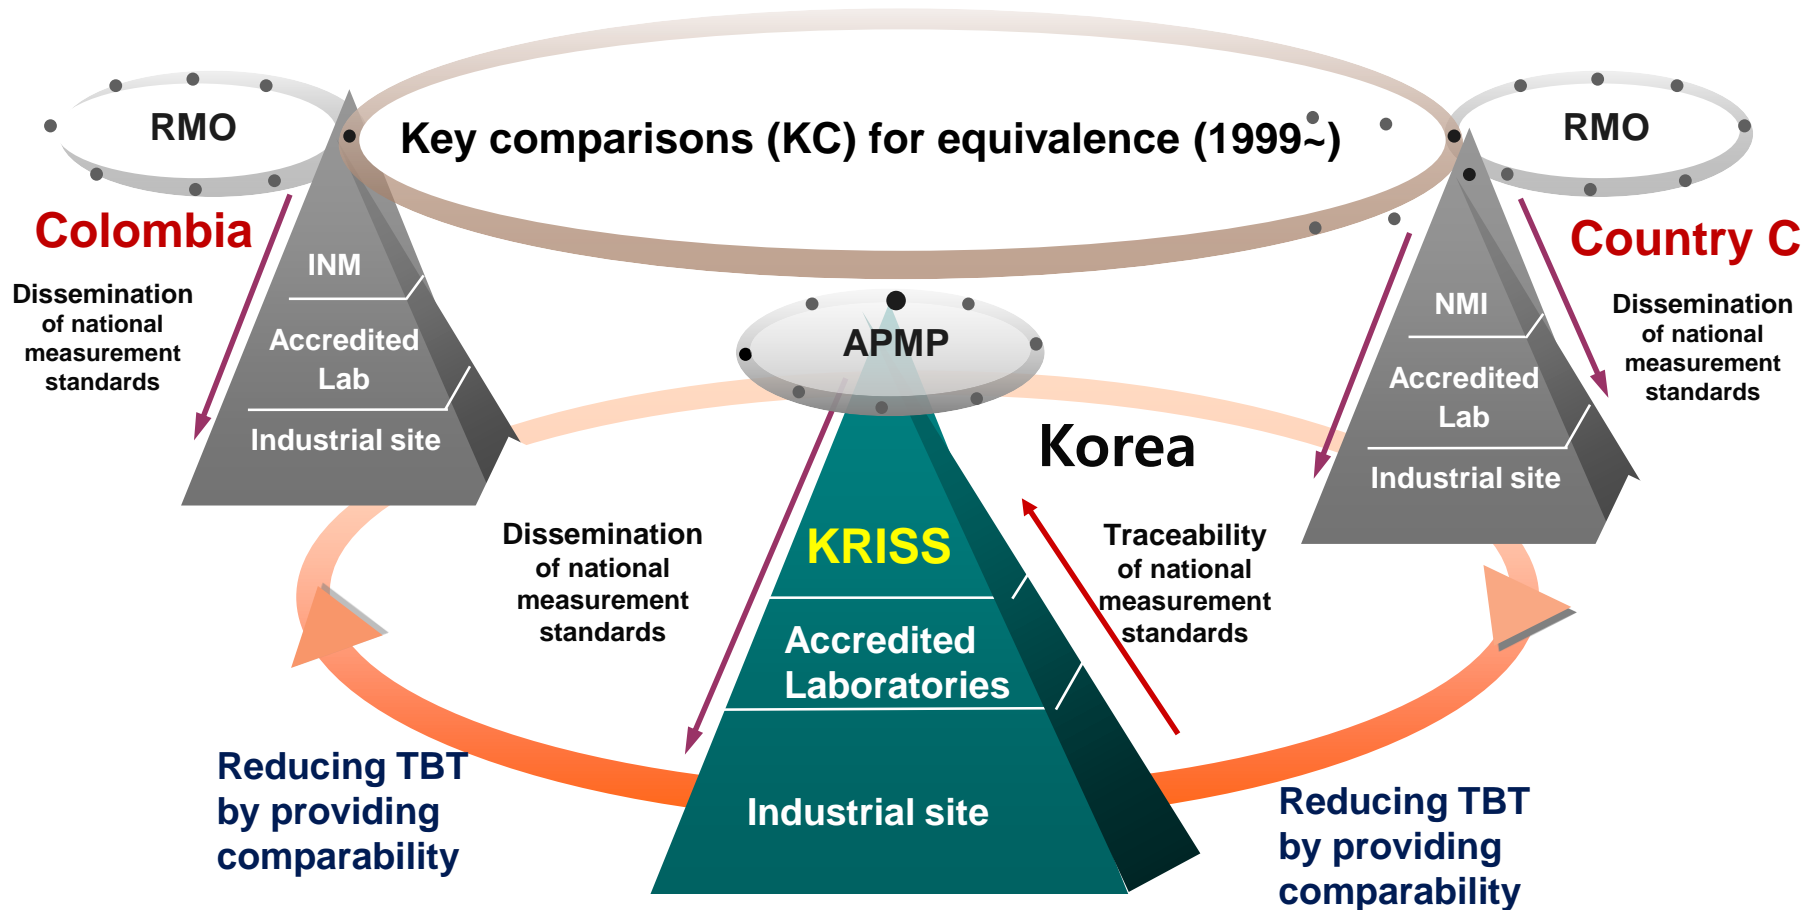 RMO
Key comparisons (KC) for equivalence (1999~)
RMO
Colombia
Dissemination
of national
measurement
standards
INM
Accredited
Lab
Industrial site
APMP
Country C
NMI
Accredited
Lab
Industrial site
Dissemination
of national
measurement
standards
Korea
Dissemination
of national
measurement
standards
KRISS
Accredited
Laboratories
Industrial site
Traceability
of national
measurement
standards
Reducing TBT
by providing
comparability
Reducing TBT
by providing
comparability